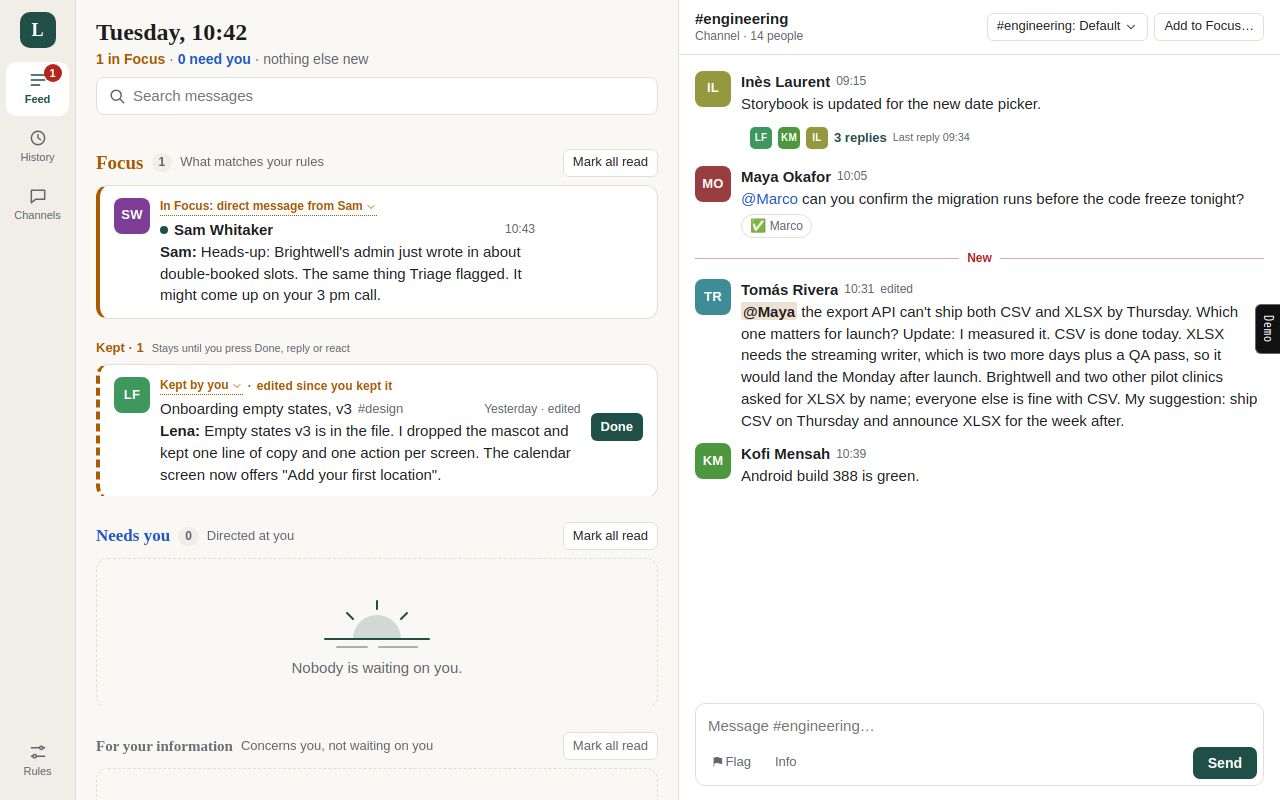 L
1
Feed
History
Channels
Rules
Tuesday, 10:42
1 in Focus · 0 need you · nothing else new
Search messages
Focus 1 What matches your rules Mark all read
SW
In Focus: direct message from Sam
Sam Whitaker 10:43
Sam: Heads-up: Brightwell's admin just wrote in about
double-booked slots. The same thing Triage flagged. It
might come up on your 3 pm call.
Kept · 1 Stays until you press Done, reply or react
LF
Kept by you · edited since you kept it
Onboarding empty states, v3 #design Yesterday · edited
Lena: Empty states v3 is in the file. I dropped the mascot and
kept one line of copy and one action per screen. The calendar
screen now offers "Add your first location".
Done
Needs you 0 Directed at you Mark all read
Nobody is waiting on you.
For your information Concerns you, not waiting on you Mark all read
#engineering
Channel · 14 people
#engineering: Default
Add to Focus…
IL
Inès Laurent 09:15
Storybook is updated for the new date picker.
LF KM IL 3 replies Last reply 09:34
MO
Maya Okafor 10:05
@Marco can you confirm the migration runs before the code freeze tonight?
✅ Marco
New
TR
Tomás Rivera 10:31 edited
@Maya the export API can't ship both CSV and XLSX by Thursday. Which
one matters for launch? Update: I measured it. CSV is done today. XLSX
needs the streaming writer, which is two more days plus a QA pass, so it
would land the Monday after launch. Brightwell and two other pilot clinics
asked for XLSX by name; everyone else is fine with CSV. My suggestion: ship
CSV on Thursday and announce XLSX for the week after.
KM
Kofi Mensah 10:39
Android build 388 is green.
Demo
Message #engineering…
Flag Info Send